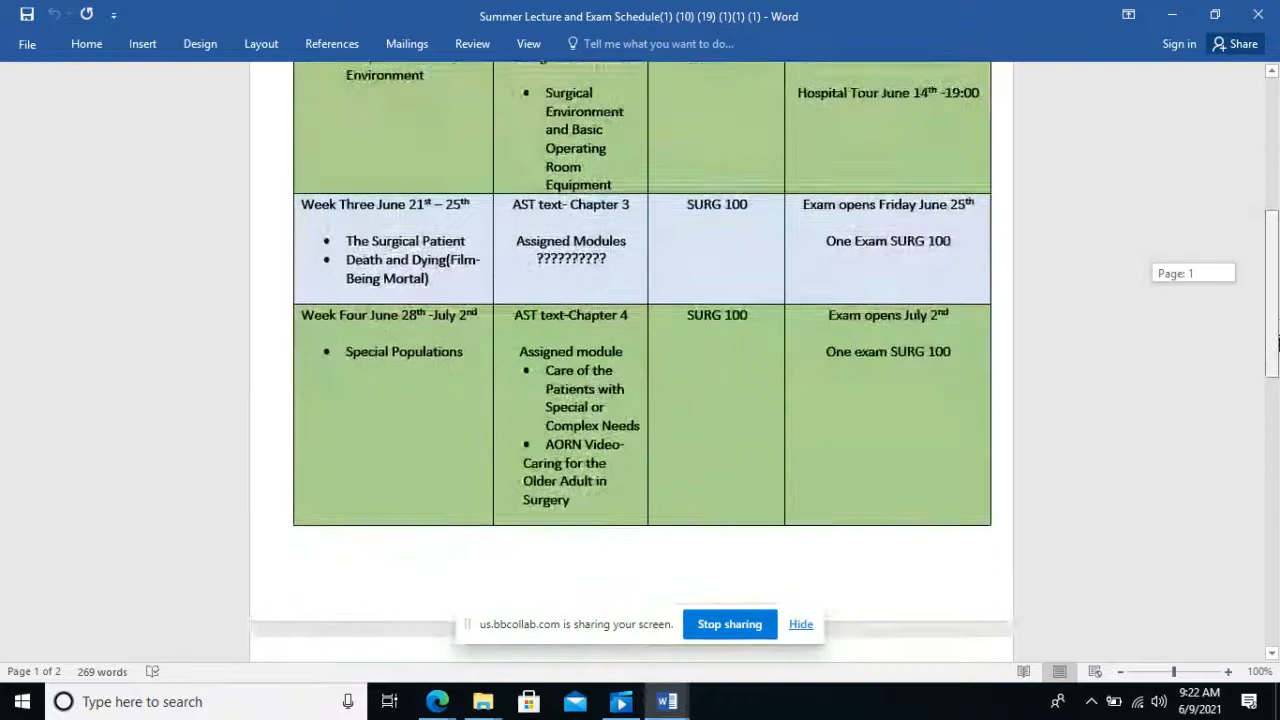 Summer Lecture and Exam Schedule(1) (10) (19) (1)(1) (1) - Word
File Home Insert Design Layout References Mailings Review View Tell me what you want to do... Sign in Share
Environment
• Surgical
Environment
and Basic
Operating
Room
Equipment
Hospital Tour June 14th -19:00
Week Three June 21st – 25th
• The Surgical Patient
• Death and Dying(Film-
Being Mortal)
AST text- Chapter 3
Assigned Modules
??????????
SURG 100
Exam opens Friday June 25th
One Exam SURG 100
Week Four June 28th -July 2nd
• Special Populations
AST text-Chapter 4
Assigned module
• Care of the
Patients with
Special or
Complex Needs
• AORN Video-
Caring for the
Older Adult in
Surgery
SURG 100
Exam opens July 2nd
One exam SURG 100
Page: 1
us.bbcollab.com is sharing your screen. Stop sharing Hide
Page 1 of 2 269 words 100%
Type here to search
9:22 AM
6/9/2021